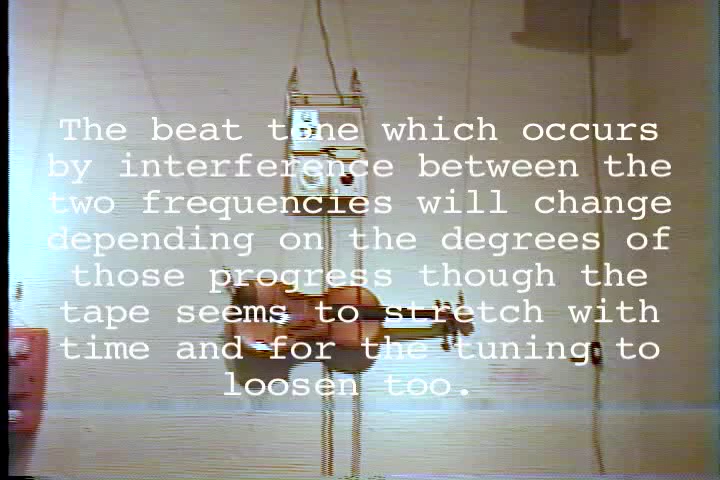 The beat tone which occurs
by interference between the
two frequencies will change
depending on the degrees of
those progress though the
tape seems to stretch with
time and for the tuning to
loosen too.